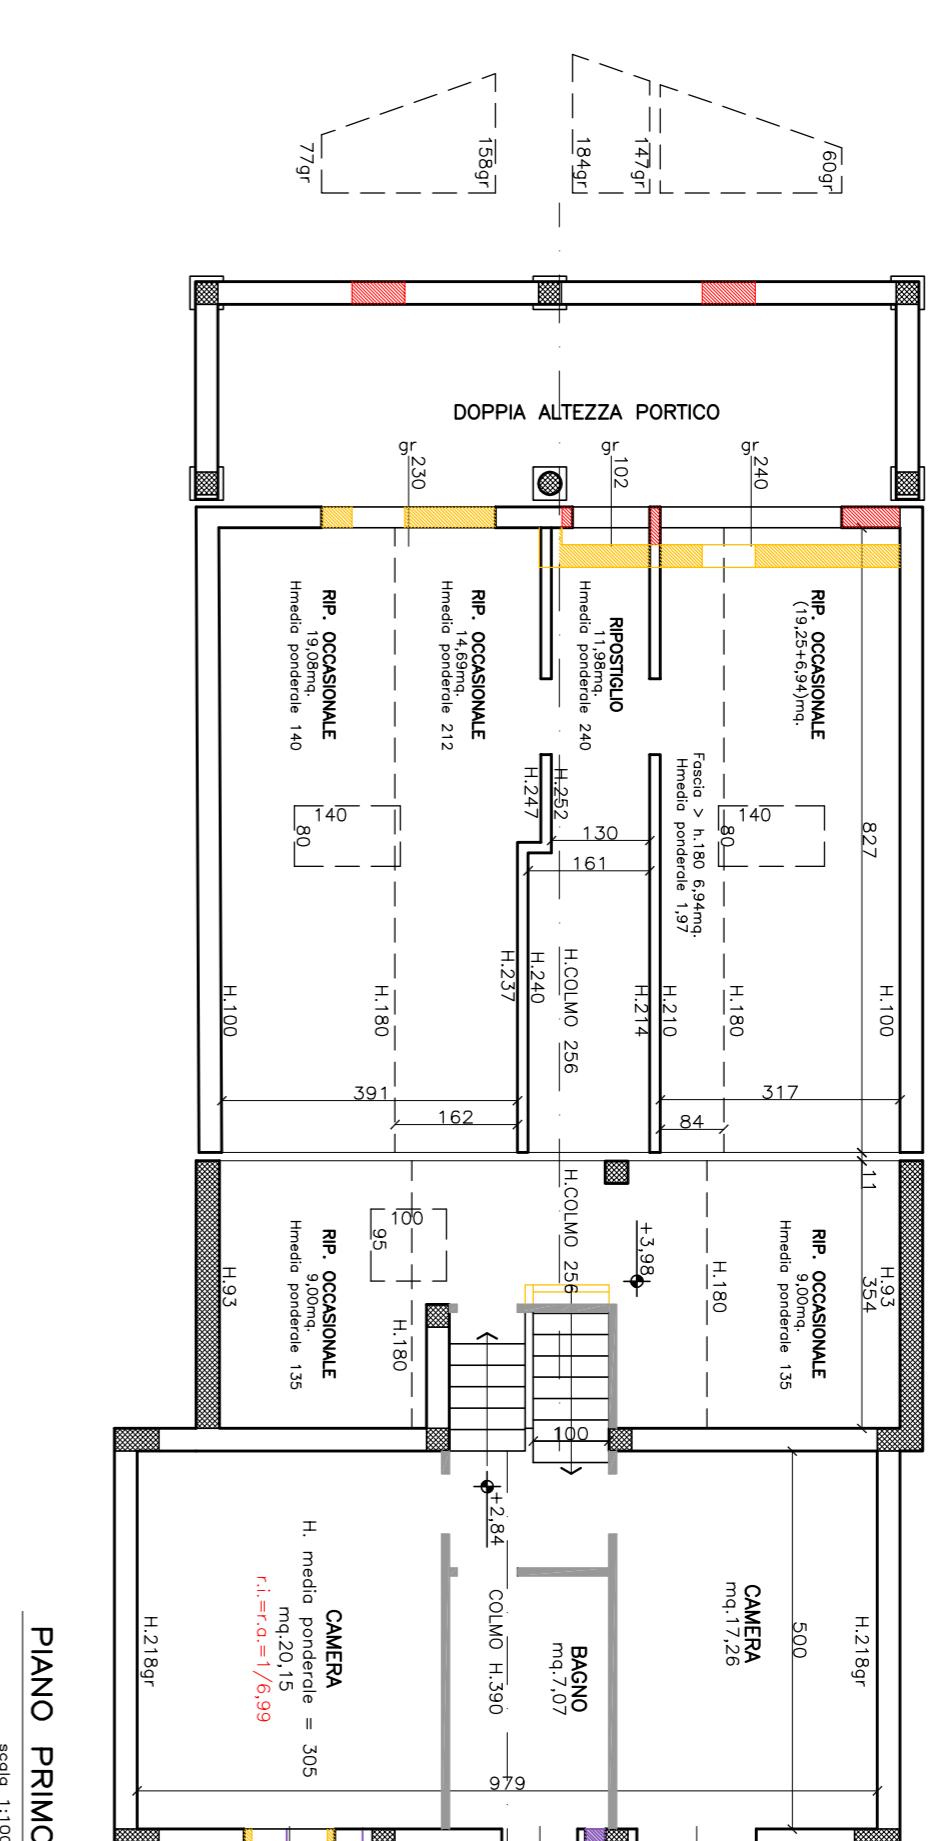 77gr
158gr
184gr
147gr
60gr
DOPPIA ALTEZZA PORTICO
gr 230
gr 102
gr 240
RIP. OCCASIONALE
19,08mq.
Hmedia ponderale 140
RIP. OCCASIONALE
14,69mq.
Hmedia ponderale 212
RIPOSTIGLIO
11,98mq.
Hmedia ponderale 240
RIP. OCCASIONALE
(19,25+6,94)mq.
Fascia > h.180 6,94mq.
Hmedia ponderale 1,97
140
80
H.247
H.252
130
161
140
80
827
H.100
H.180
H.237
H.240
H.COLMO 256
H.214
H.210
H.180
H.100
391
162
317
84
11
H.93
RIP. OCCASIONALE
9,00mq.
Hmedia ponderale 135
100
95
H.180
H.COLMO 256
+3,98
H.180
RIP. OCCASIONALE
9,00mq.
Hmedia ponderale 135
H.93
354
100
+2,84
H.218gr
CAMERA
H. media ponderale = 305
mq.20,15
r.i.=r.a.=1/6,99
COLMO H.390
BAGNO
mq.7,07
CAMERA
mq.17,26
500
H.218gr
979
PIANO PRIMO
scala 1:100